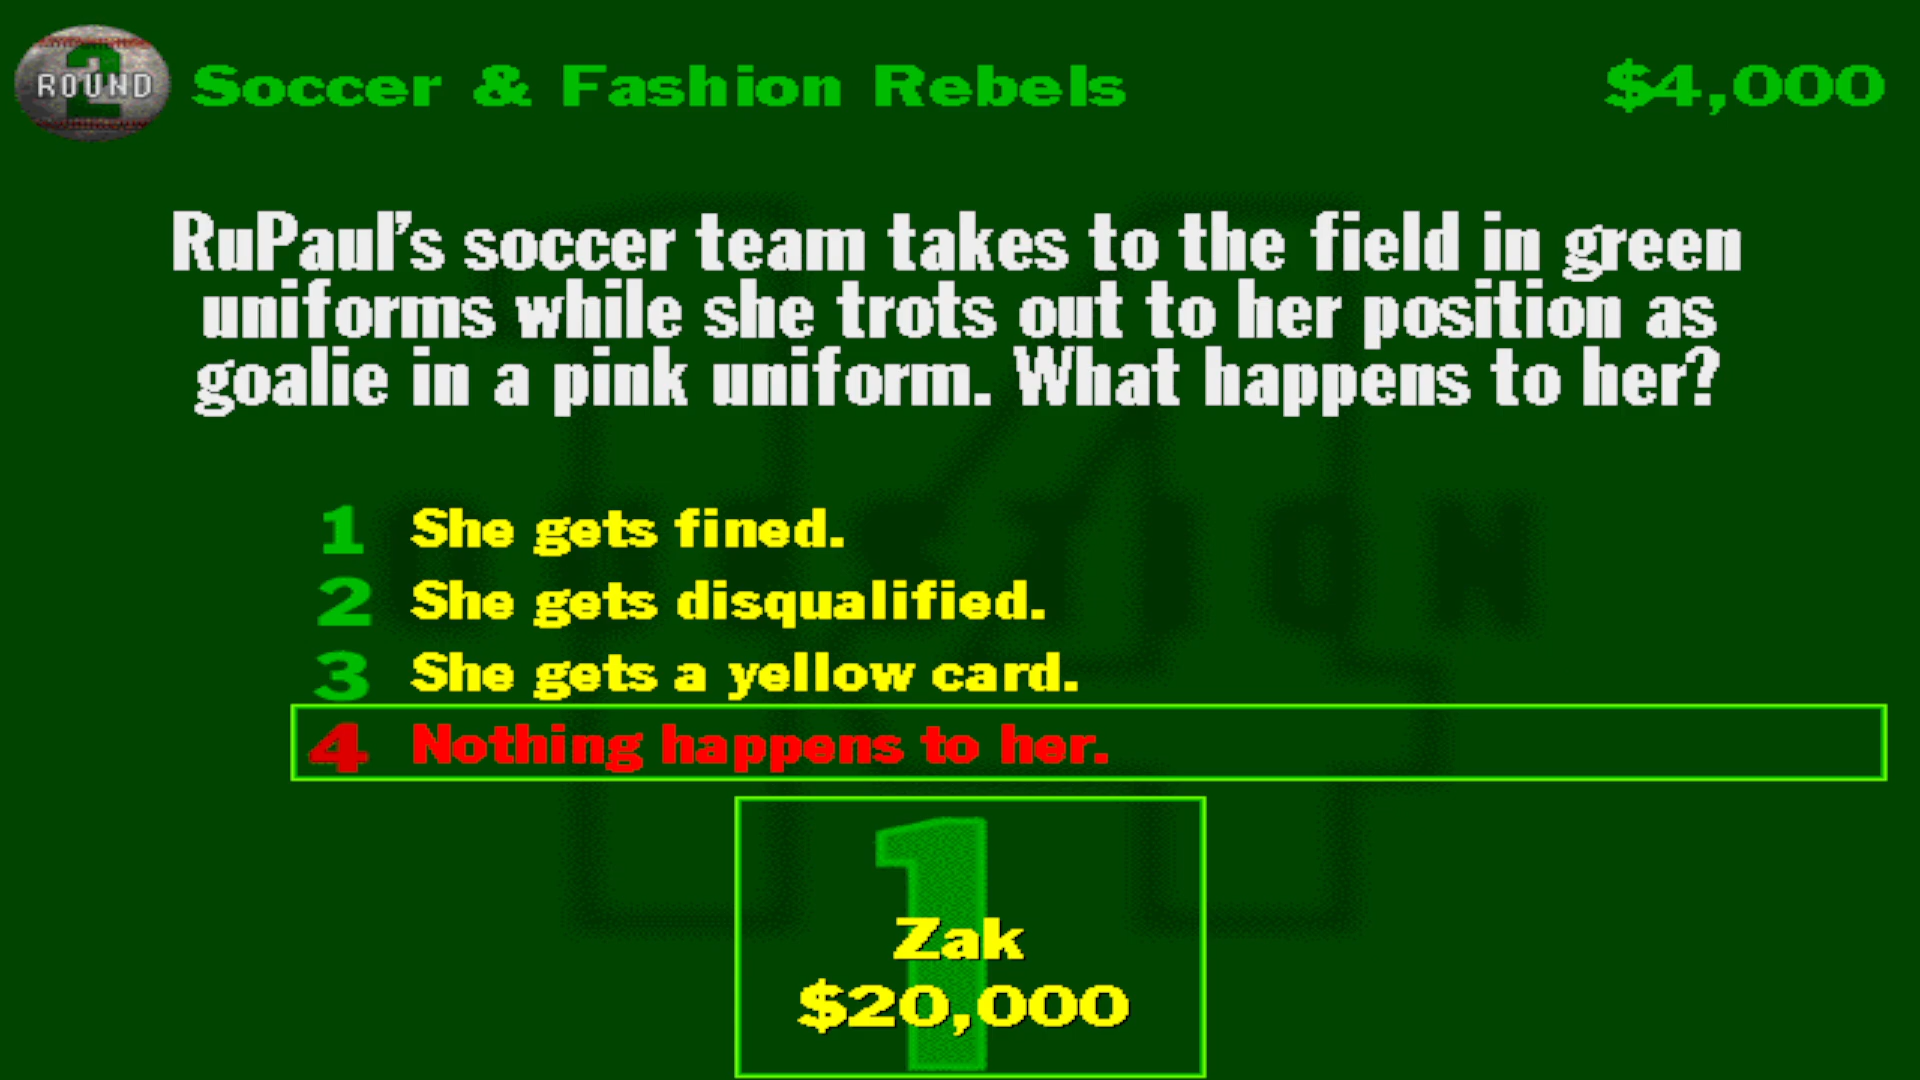 2
ROUND
Soccer & Fashion Rebels
$4,000
RuPaul's soccer team takes to the field in green
uniforms while she trots out to her position as
goalie in a pink uniform. What happens to her?
1 She gets fined.
2 She gets disqualified.
3 She gets a yellow card.
4 Nothing happens to her.
1
Zak
$20,000